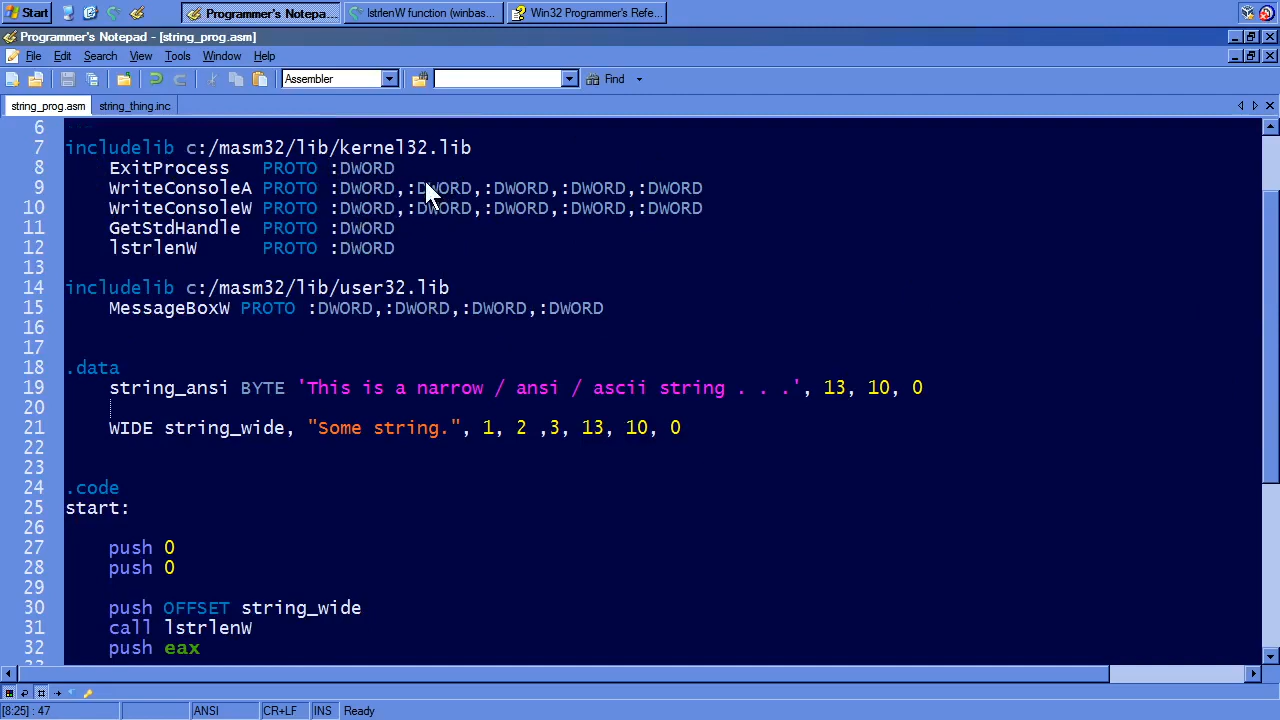 Start Programmer's Notepa... lstrlenW function (winbas... Win32 Programmer's Refe...
Programmer's Notepad - [string_prog.asm]
File Edit Search View Tools Window Help
Assembler Find
string_prog.asm string_thing.inc
6
7 includelib c:/masm32/lib/kernel32.lib
8 ExitProcess PROTO :DWORD
9 WriteConsoleA PROTO :DWORD,:DWORD,:DWORD,:DWORD,:DWORD
10 WriteConsoleW PROTO :DWORD,:DWORD,:DWORD,:DWORD,:DWORD
11 GetStdHandle PROTO :DWORD
12 lstrlenW PROTO :DWORD
13
14 includelib c:/masm32/lib/user32.lib
15 MessageBoxW PROTO :DWORD,:DWORD,:DWORD,:DWORD
16
17
18 .data
19 string_ansi BYTE 'This is a narrow / ansi / ascii string . . .', 13, 10, 0
20
21 WIDE string_wide, "Some string.", 1, 2 ,3, 13, 10, 0
22
23
24 .code
25 start:
26
27 push 0
28 push 0
29
30 push OFFSET string_wide
31 call lstrlenW
32 push eax
[8:25] : 47 ANSI CR+LF INS Ready